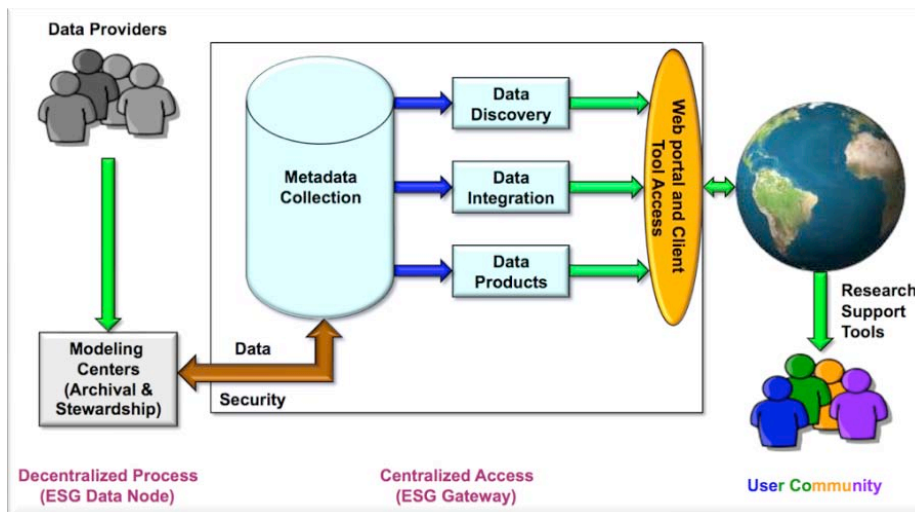 Data Providers
Metadata
Collection
Data
Discovery
Data
Integration
Data
Products
Web portal and Client
Tool Access
Research
Support
Tools
Modeling
Centers
(Archival &
Stewardship)
Data
Security
Decentralized Process
(ESG Data Node)
Centralized Access
(ESG Gateway)
User Community